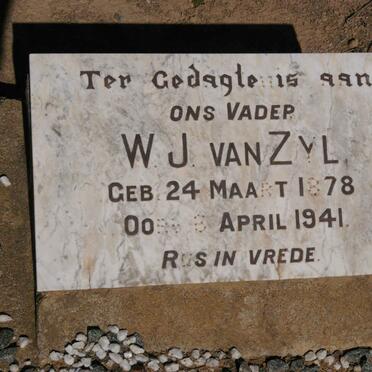 Ter Gedagtenis aan
ONS VADER
W J. VAN ZYL.
GEB. 24 MAART 1878
APRIL 1941.
RUS IN VREDE.